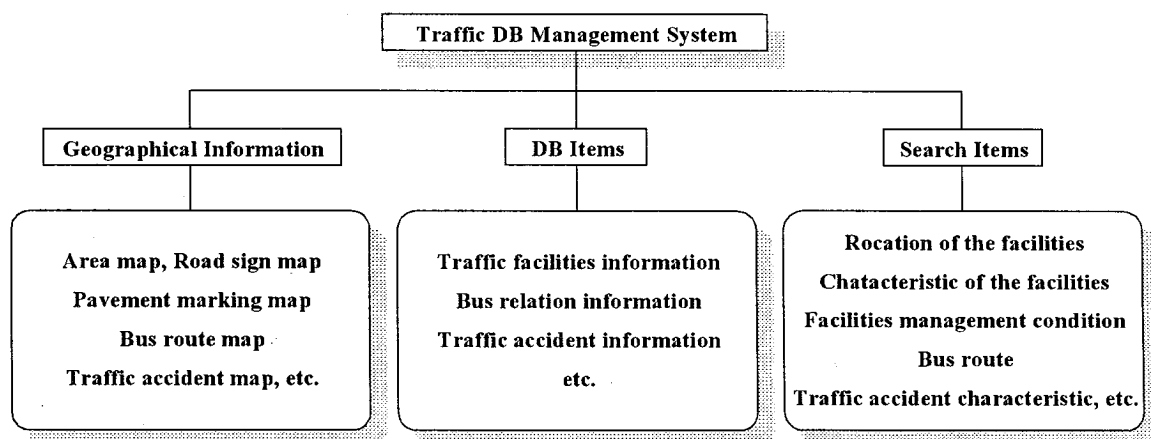 Traffic DB Management System
Geographical Information
DB Items
Search Items
Area map, Road sign map
Pavement marking map
Bus route map
Traffic accident map, etc.
Traffic facilities information
Bus relation information
Traffic accident information
etc.
Rocation of the facilities
Chatacteristic of the facilities
Facilities management condition
Bus route
Traffic accident characteristic, etc.